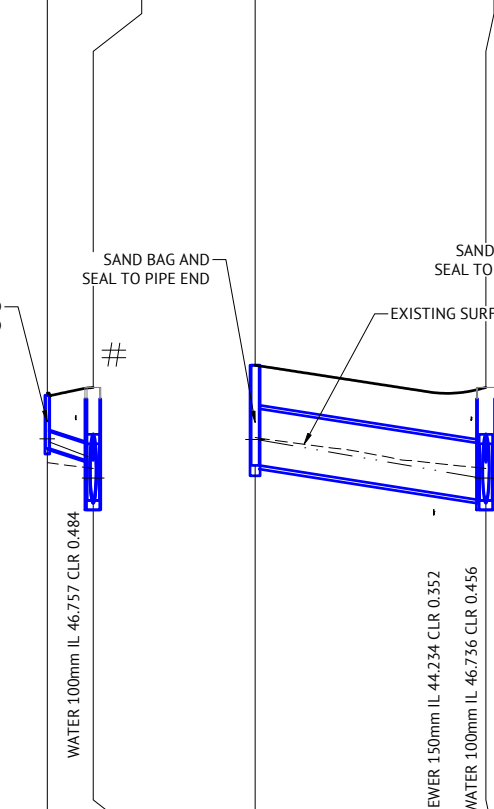 SAND BAG AND
SEAL TO PIPE END
SAND
SEAL TO
EXISTING SURF
#
WATER 100mm IL 46.757 CLR 0.484
EWER 150mm IL 44.234 CLR 0.352
WATER 100mm IL 46.736 CLR 0.456